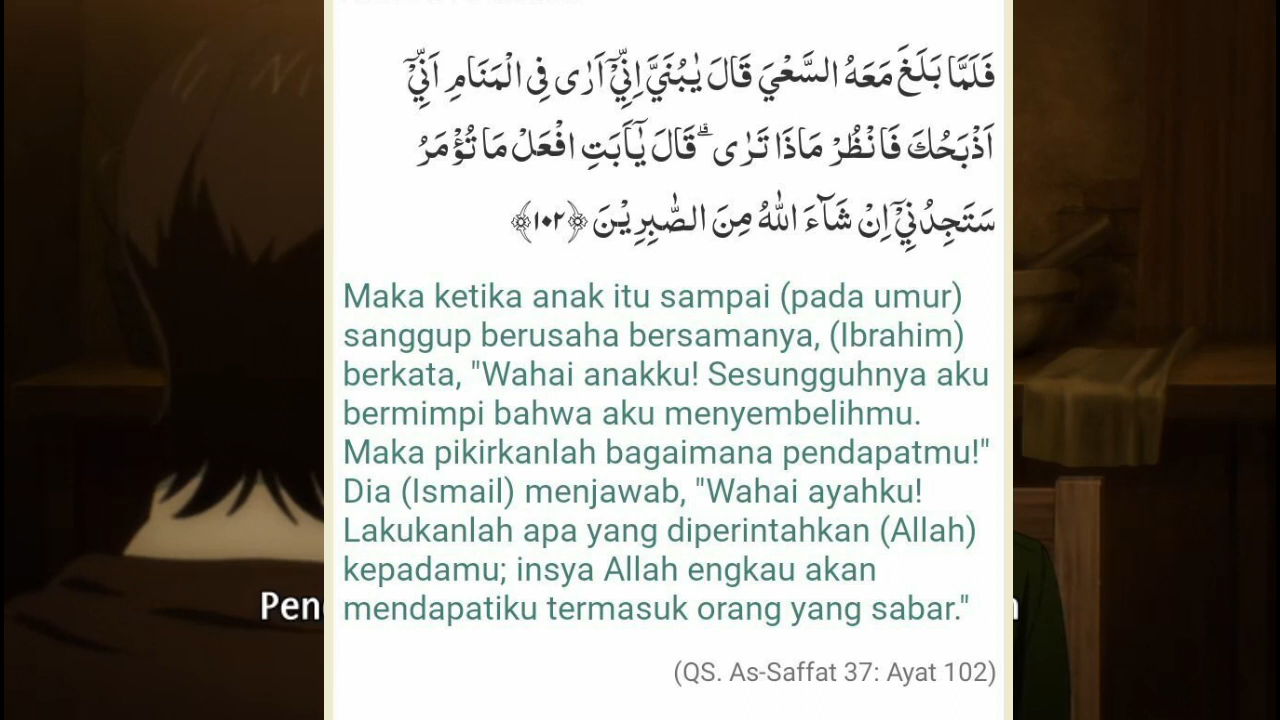 فَلَمَّا بَلَغَ مَعَهُ السَّعْيَ قَالَ يٰبُنَيَّ اِنِّيْٓ اَرٰى فِى الْمَنَامِ اَنِّيْٓ
اَذْبَحُكَ فَانْظُرْ مَاذَا تَرٰى ۗقَالَ يٰٓاَبَتِ افْعَلْ مَا تُؤْمَرُ
سَتَجِدُنِيْٓ اِنْ شَاۤءَ اللّٰهُ مِنَ الصّٰبِرِيْنَ ﴿١٠٢﴾
Maka ketika anak itu sampai (pada umur)
sanggup berusaha bersamanya, (Ibrahim)
berkata, "Wahai anakku! Sesungguhnya aku
bermimpi bahwa aku menyembelihmu.
Maka pikirkanlah bagaimana pendapatmu!"
Dia (Ismail) menjawab, "Wahai ayahku!
Lakukanlah apa yang diperintahkan (Allah)
kepadamu; insya Allah engkau akan
mendapatiku termasuk orang yang sabar."
(QS. As-Saffat 37: Ayat 102)